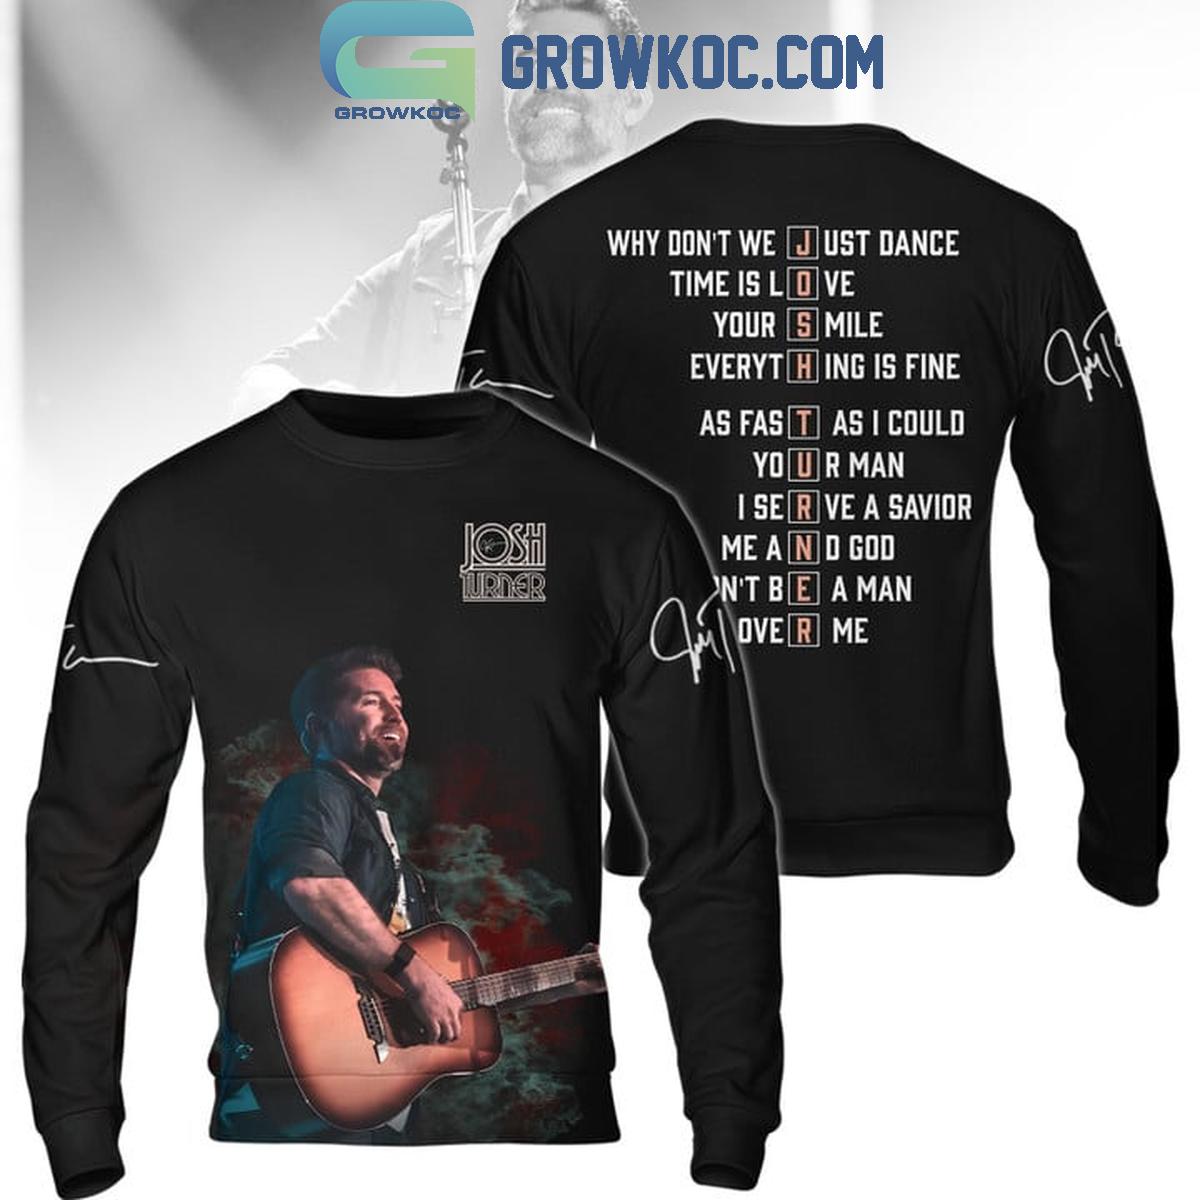 GROWKOC
GROWKOC.COM
WHY DON'T WE JUST DANCE
TIME IS LOVE
YOUR SMILE
EVERYTHING IS FINE
AS FAST AS I COULD
YOUR MAN
I SERVE A SAVIOR
ME AND GOD
N'T BE A MAN
OVER ME
JOSH
TURNER